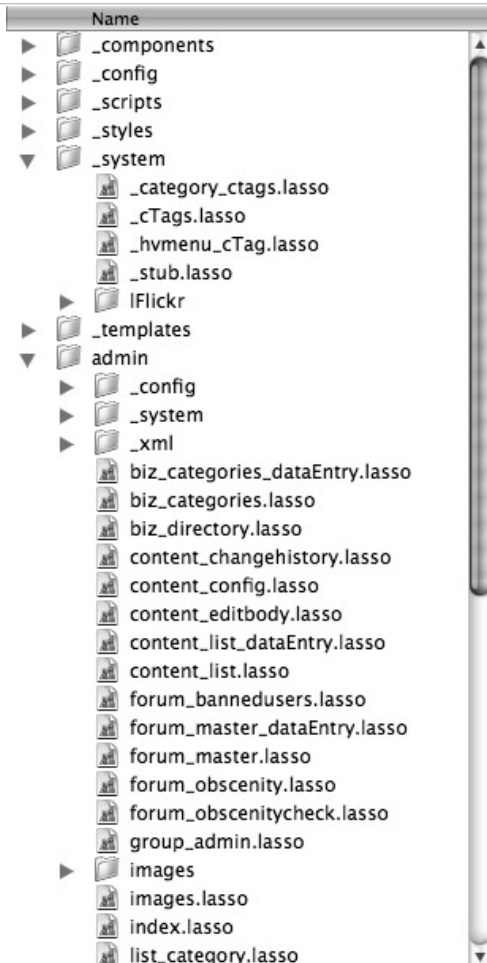 Name
_components
_config
_scripts
_styles
_system
_category_ctags.lasso
_cTags.lasso
_hvmenu_cTag.lasso
_stub.lasso
lFlickr
_templates
admin
_config
_system
_xml
biz_categories_dataEntry.lasso
biz_categories.lasso
biz_directory.lasso
content_changehistory.lasso
content_config.lasso
content_editbody.lasso
content_list_dataEntry.lasso
content_list.lasso
forum_bannedusers.lasso
forum_master_dataEntry.lasso
forum_master.lasso
forum_obscenity.lasso
forum_obscenitycheck.lasso
group_admin.lasso
images
images.lasso
index.lasso
list_category.lasso